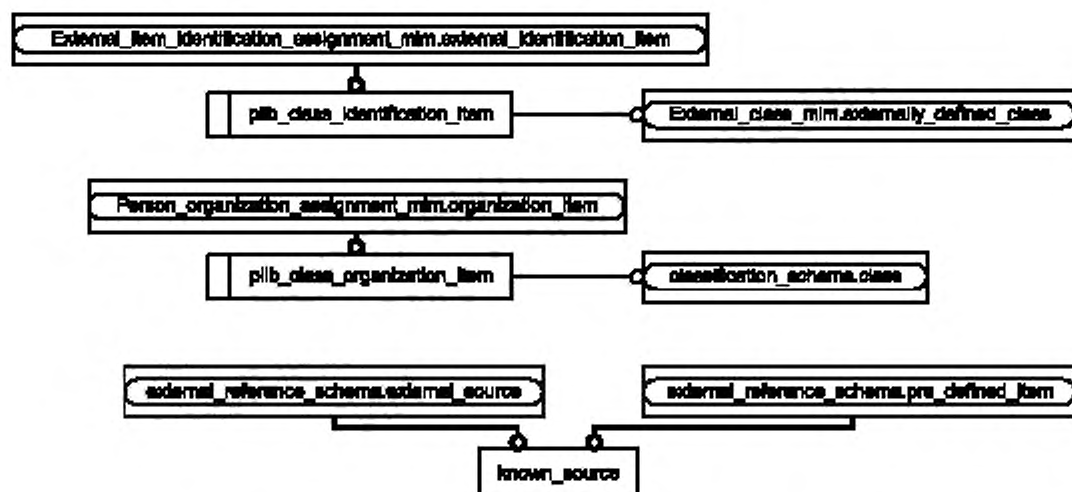 External_item_identification_assignment_mim.external_identification_item
plib_class_identification_item
External_class_mim.externally_defined_class
Person_organization_assignment_mim.organization_item
plib_class_organization_item
classification_schema.class
external_reference_schema.external_source
external_reference_schema.pre_defined_item
known_source